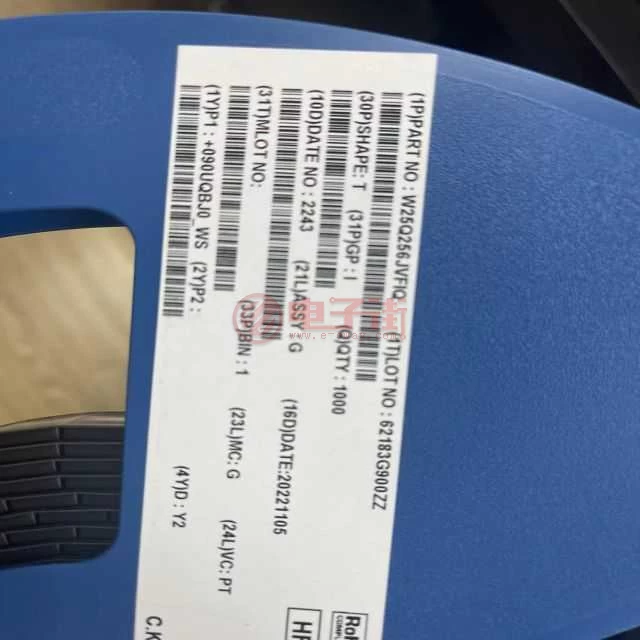 (1P)PART NO : W25Q256JVFIQ (1T)LOT NO : 62183G900ZZ
(30P)SHAPE: T (31P)GP : I (Q)QTY : 1000
(10D)DATE NO : 2243 (21L)ASSY : G (16D)DATE:20221105
(31T)MLOT NO: (33P)BIN : 1 (23L)MC: G (24L)VC: PT
(1Y)P1 : +090UQBJ0_WS (2Y)P2 : (4Y)D : Y2
电子街
C.K